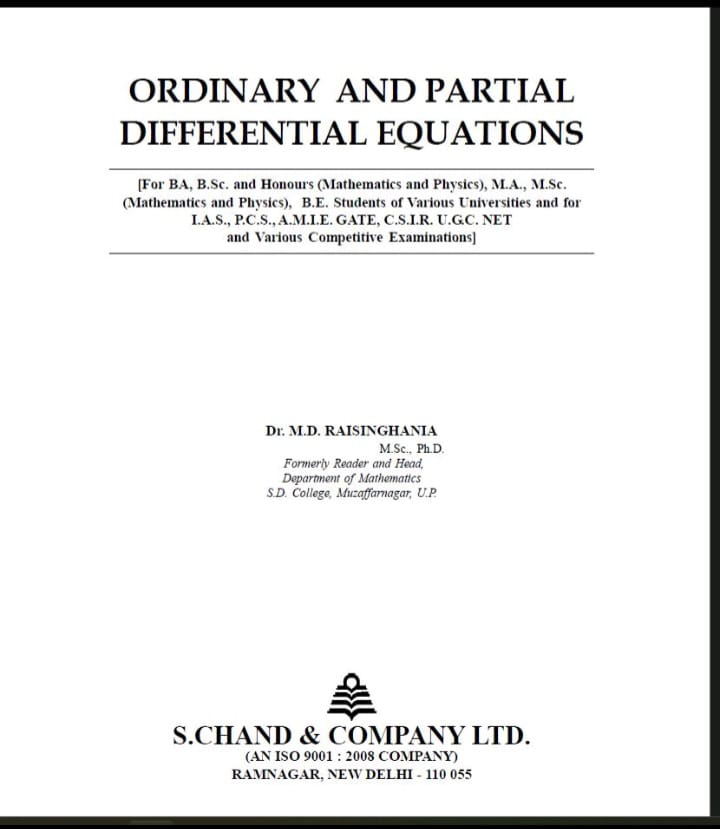 ORDINARY AND PARTIAL
DIFFERENTIAL EQUATIONS
[For BA, B.Sc. and Honours (Mathematics and Physics), M.A., M.Sc.
(Mathematics and Physics), B.E. Students of Various Universities and for
I.A.S., P.C.S., A.M.I.E. GATE, C.S.I.R. U.G.C. NET
and Various Competitive Examinations]
Dr. M.D. RAISINGHANIA
M.Sc., Ph.D.
Formerly Reader and Head,
Department of Mathematics
S.D. College, Muzaffarnagar, U.P.
S.CHAND & COMPANY LTD.
(AN ISO 9001 : 2008 COMPANY)
RAMNAGAR, NEW DELHI - 110 055